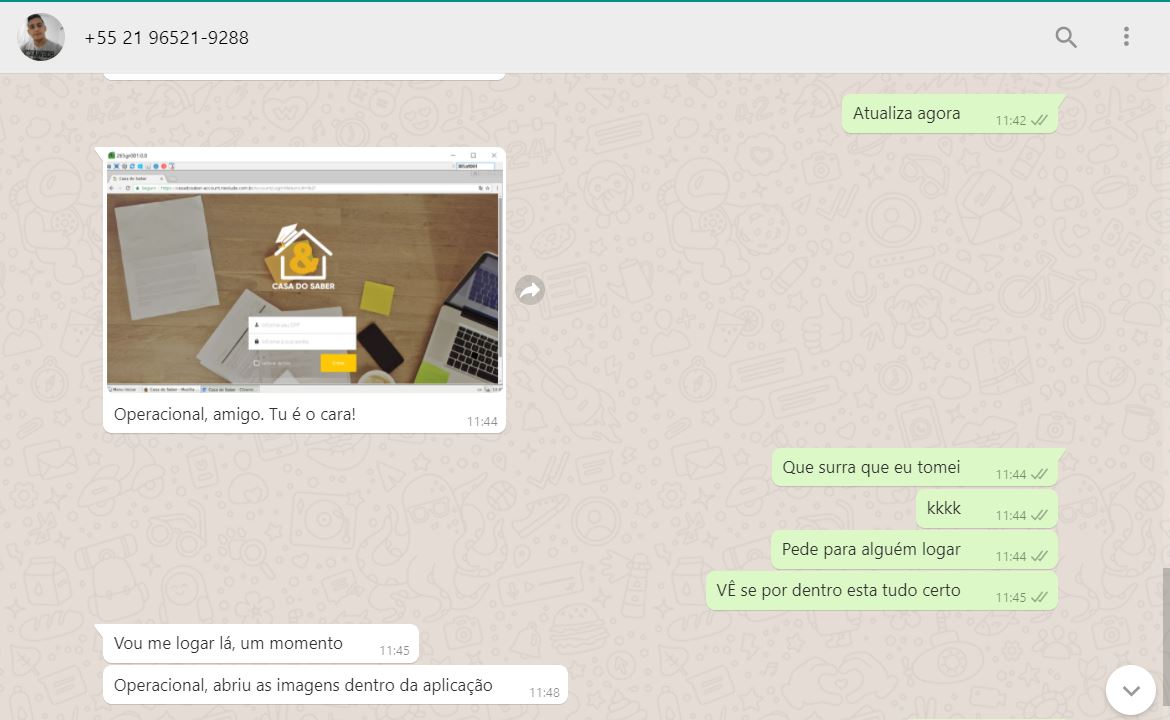 +55 21 96521-9288
Atualiza agora
11:42
Casa do Saber
CASA DO SABER
Operacional, amigo. Tu é o cara!
11:44
Que surra que eu tomei
11:44
kkkk
11:44
Pede para alguém logar
11:44
VÊ se por dentro esta tudo certo
11:45
Vou me logar lá, um momento
11:45
Operacional, abriu as imagens dentro da aplicação
11:48